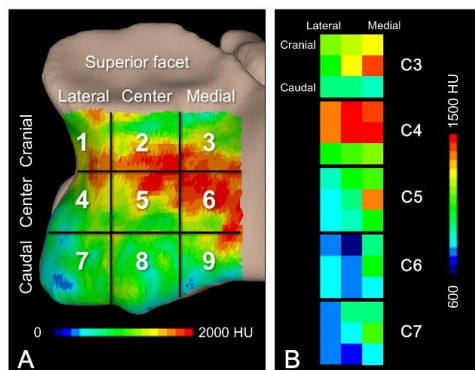 Superior facet
Lateral Center Medial
Cranial
Center
Caudal
1 2 3
4 5 6
7 8 9
0 2000 HU
A
Lateral Medial
Cranial
Caudal
C3
C4
C5
C6
C7
1500 HU
600
B